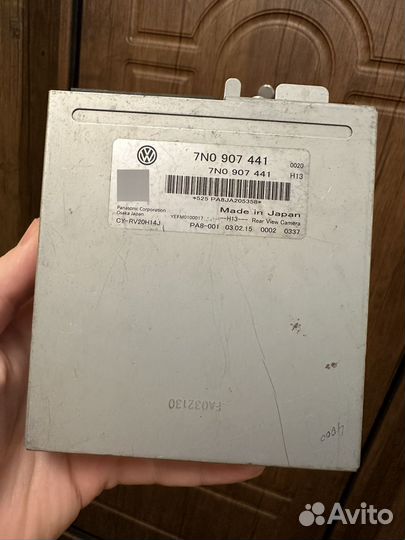 7N0 907 441 0020
7N0 907 441 H13
*525 PA8JA205358*
Made in Japan
Panasonic Corporation
Osaka Japan
YEFM0100017 ---H13--- Rear View Camera
CY-RV20H14J PA8-001 03.02.15 0002 0337
FA032130
Avito